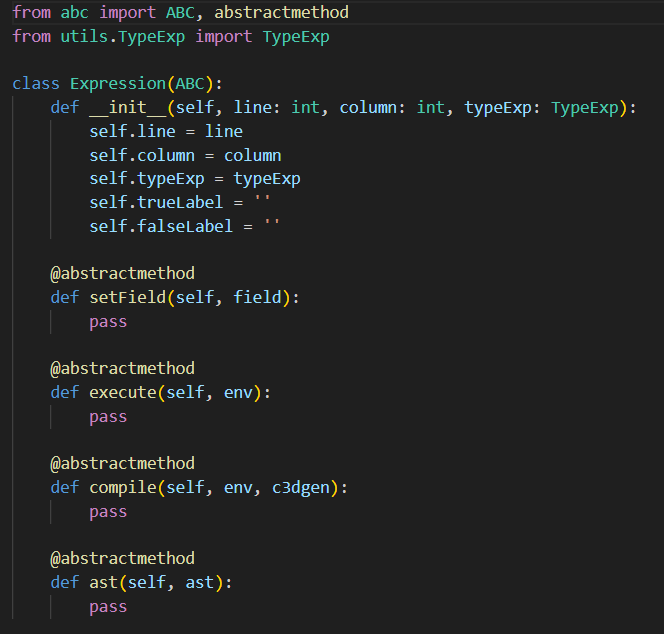 from abc import ABC, abstractmethod
from utils.TypeExp import TypeExp
class Expression(ABC):
    def __init__(self, line: int, column: int, typeExp: TypeExp):
        self.line = line
        self.column = column
        self.typeExp = typeExp
        self.trueLabel = ''
        self.falseLabel = ''
    @abstractmethod
    def setField(self, field):
        pass
    @abstractmethod
    def execute(self, env):
        pass
    @abstractmethod
    def compile(self, env, c3dgen):
        pass
    @abstractmethod
    def ast(self, ast):
        pass